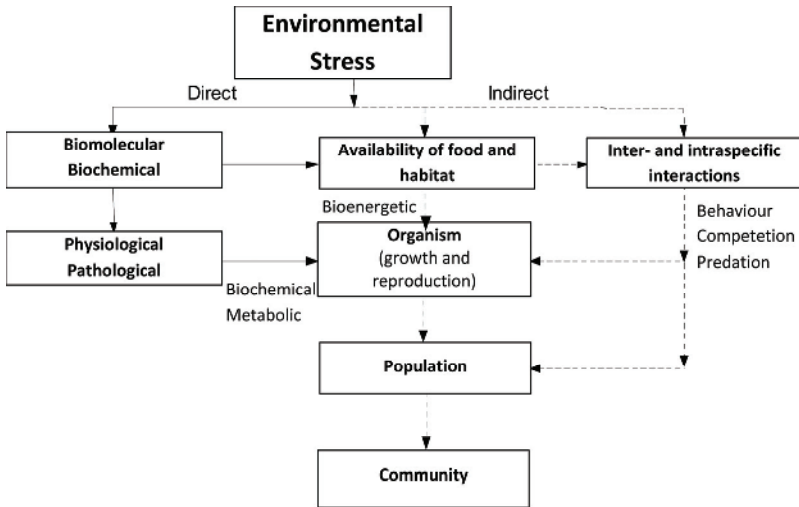 Environmental
Stress
Direct
Indirect
Biomolecular
Biochemical
Availability of food and
habitat
Inter- and intraspecific
interactions
Bioenergetic
Behaviour
Competetion
Predation
Physiological
Pathological
Organism
(growth and
reproduction)
Biochemical
Metabolic
Population
Community